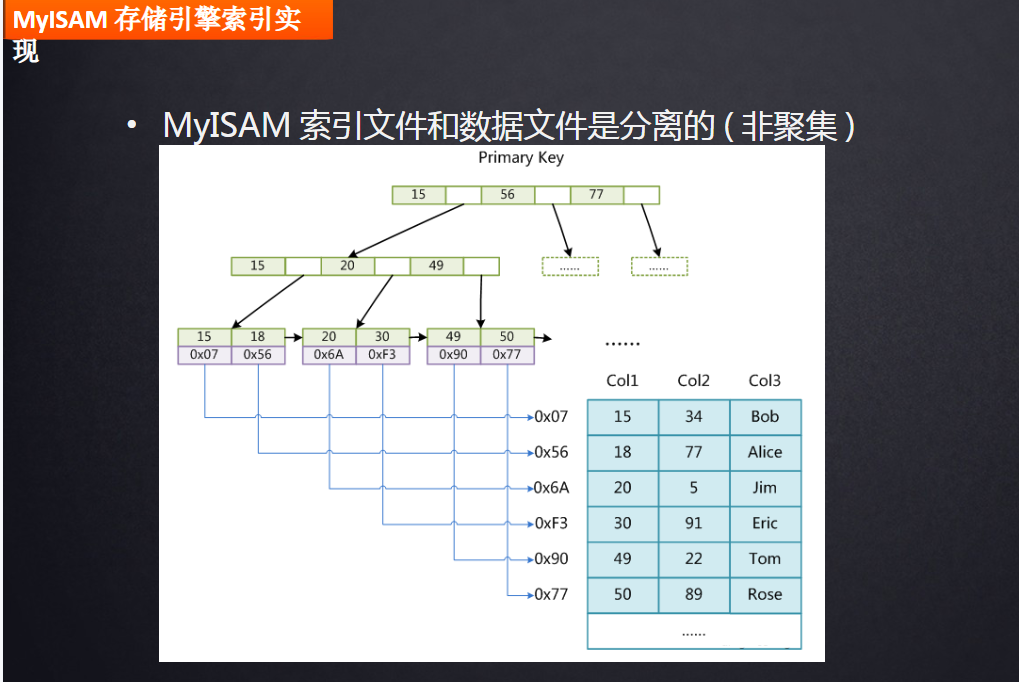 MyISAM 存储引擎索引实
现
• MyISAM 索引文件和数据文件是分离的 ( 非聚集 )
Primary Key
15 56 77
15 20 49
...... ......
15 18 20 30 49 50
0x07 0x56 0x6A 0xF3 0x90 0x77
......
Col1 Col2 Col3
0x07 15 34 Bob
0x56 18 77 Alice
0x6A 20 5 Jim
0xF3 30 91 Eric
0x90 49 22 Tom
0x77 50 89 Rose
......